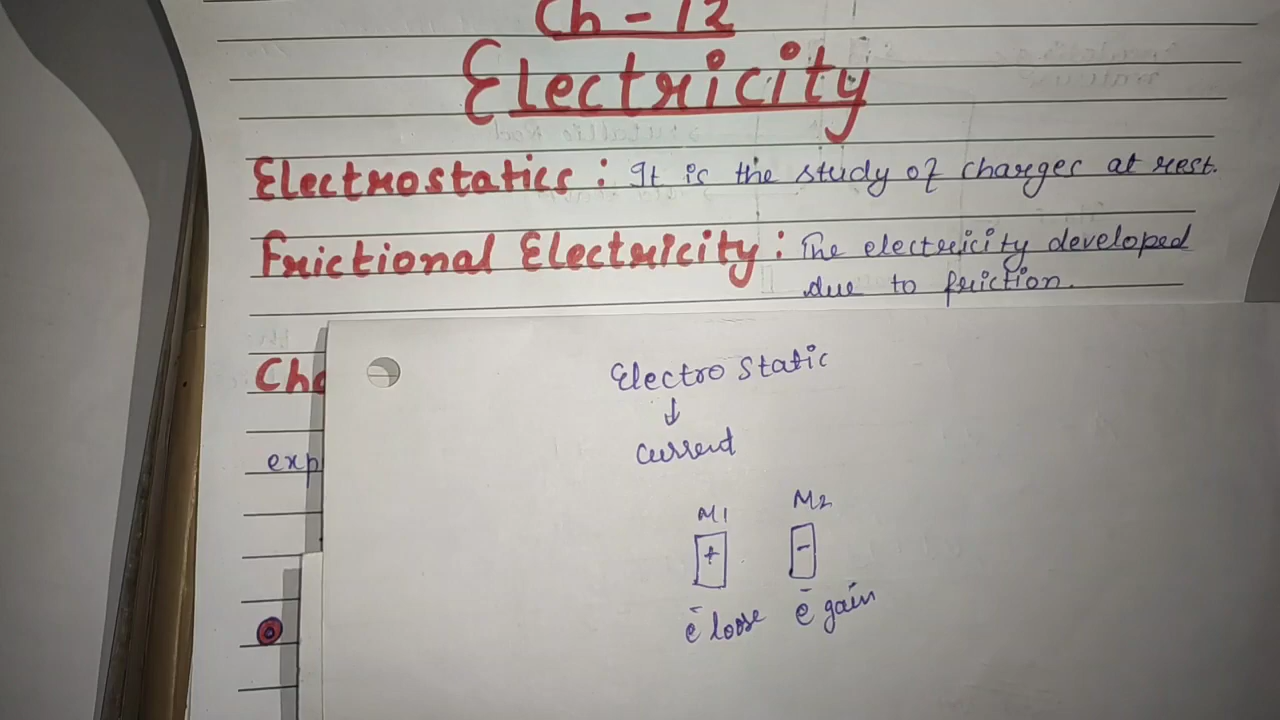 Ch - 12
Electricity
Electrostatics : It is the study of charges at rest.
Frictional Electricity : The electricity developed
due to friction.
Electro Static
↓
Current
M1 M2
+ -
e̅ loose e̅ gain